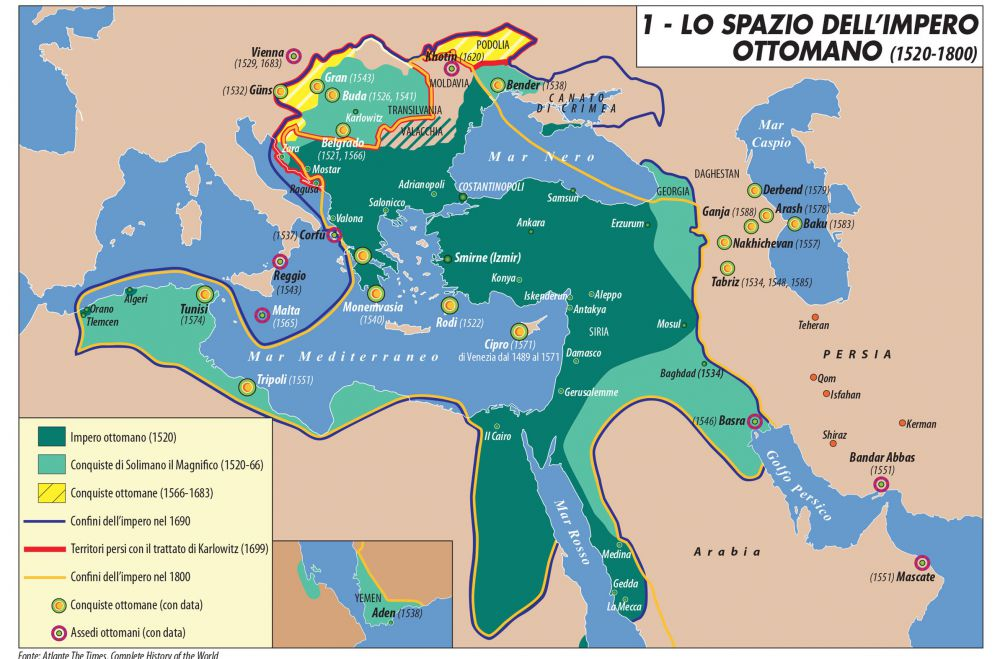 1 - LO SPAZIO DELL'IMPERO
OTTOMANO (1520-1800)
Vienna
(1529, 1683)
Khotin (1620)
PODOLIA
MOLDAVIA
Gran (1543)
(1532) Güns
Buda (1526, 1541)
Bender (1538)
CANATO
DI CRIMEA
TRANSILVANIA
Karlowitz
VALACCHIA
Belgrado
(1521, 1566)
Zara
Mostar
Ragusa
Mar Nero
Mar
Caspio
DAGHESTAN
GEORGIA
Derbend (1579)
Arash (1578)
Ganja
(1588)
Baku
(1583)
Nakhichevan (1557)
Tabriz (1534, 1548, 1585)
Adrianopoli
COSTANTINOPOLI
Samsun
Salonicco
Valona
Ankara
Erzurum
(1537) Corfù
Smirne (Izmir)
Reggio
(1543)
Konya
Iskenderun
Aleppo
Antakya
Algeri
Orano
Tlemcen
Tunisi
(1574)
Malta
(1565)
Monemvasia
(1540)
Rodi (1522)
Cipro (1571)
di Venezia dal 1489 al 1571
SIRIA
Mosul
Teheran
PERSIA
Mar Mediterraneo
Damasco
Baghdad (1534)
Qom
Isfahan
Tripoli (1551)
Gerusalemme
Il Cairo
(1546) Basra
Kerman
Shiraz
Bandar Abbas
(1551)
Golfo Persico
Mar Rosso
Arabia
Medina
Gedda
La Mecca
(1551) Mascate
Impero ottomano (1520)
Conquiste di Solimano il Magnifico (1520-66)
Conquiste ottomane (1566-1683)
Confini dell'impero nel 1690
Territori persi con il trattato di Karlowitz (1699)
Confini dell'impero nel 1800
Conquiste ottomane (con data)
Assedi ottomani (con data)
YEMEN
Aden (1538)
Fonte: Atlante The Times, Complete History of the World